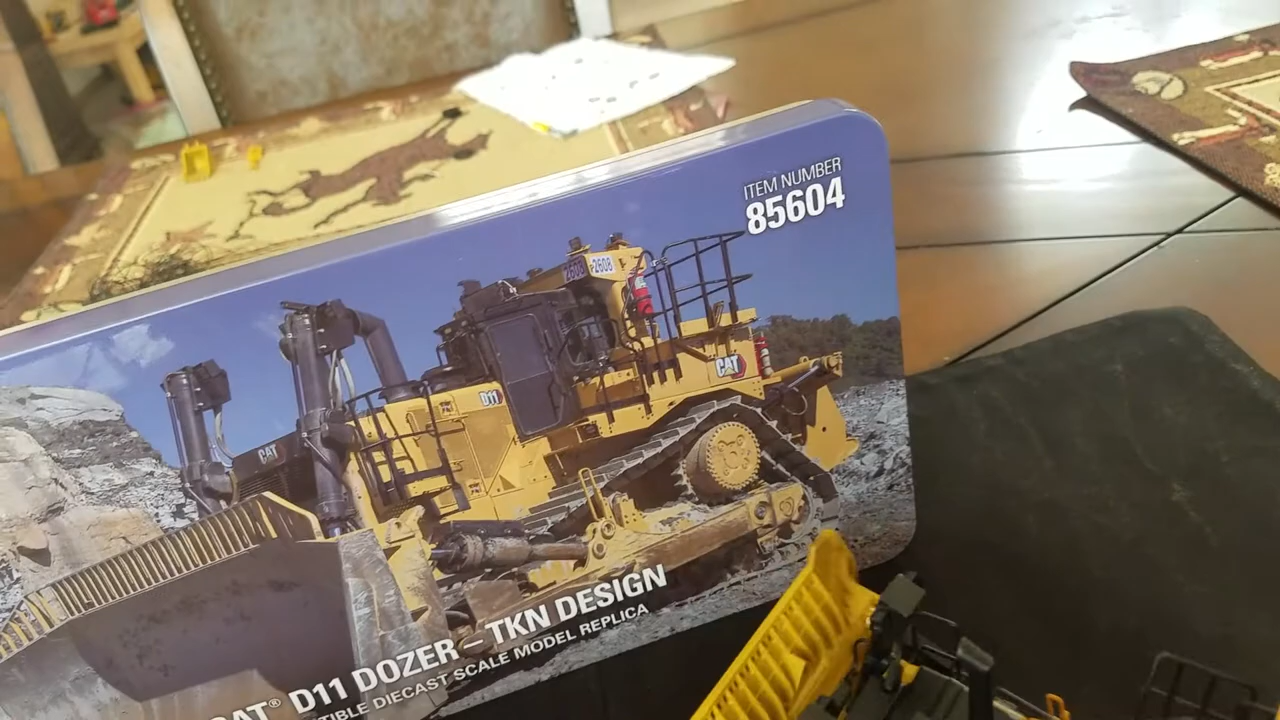 ITEM NUMBER
85604
2608 2608
CAT
D11
CAT
CAT® D11 DOZER – TKN DESIGN
TIBLE DIECAST SCALE MODEL REPLICA